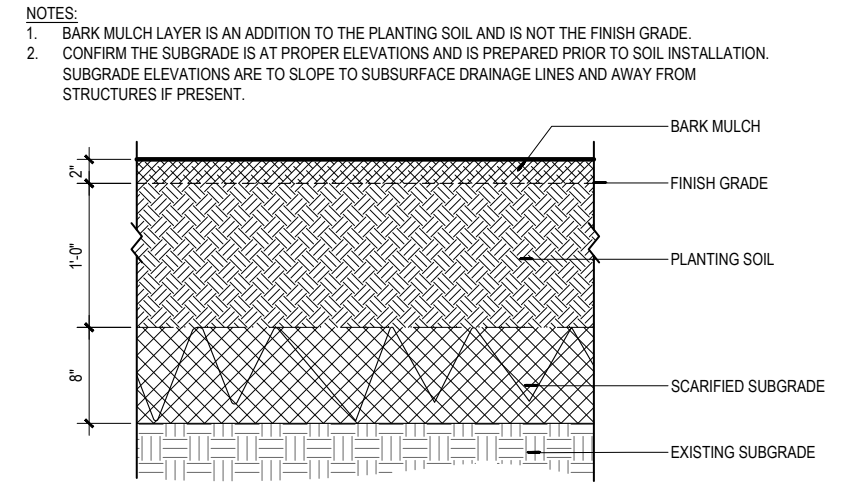 NOTES:
1. BARK MULCH LAYER IS AN ADDITION TO THE PLANTING SOIL AND IS NOT THE FINISH GRADE.
2. CONFIRM THE SUBGRADE IS AT PROPER ELEVATIONS AND IS PREPARED PRIOR TO SOIL INSTALLATION.
SUBGRADE ELEVATIONS ARE TO SLOPE TO SUBSURFACE DRAINAGE LINES AND AWAY FROM
STRUCTURES IF PRESENT.
BARK MULCH
2"
FINISH GRADE
1'-0"
PLANTING SOIL
8"
SCARIFIED SUBGRADE
EXISTING SUBGRADE